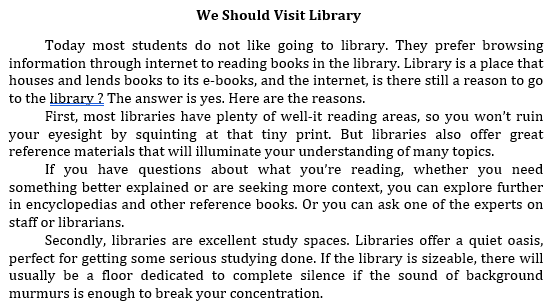 We Should Visit Library
Today most students do not like going to library. They prefer browsing
information through internet to reading books in the library. Library is a place that
houses and lends books to its e-books, and the internet, is there still a reason to go
to the library ? The answer is yes. Here are the reasons.
First, most libraries have plenty of well-it reading areas, so you won't ruin
your eyesight by squinting at that tiny print. But libraries also offer great
reference materials that will illuminate your understanding of many topics.
If you have questions about what you're reading, whether you need
something better explained or are seeking more context, you can explore further
in encyclopedias and other reference books. Or you can ask one of the experts on
staff or librarians.
Secondly, libraries are excellent study spaces. Libraries offer a quiet oasis,
perfect for getting some serious studying done. If the library is sizeable, there will
usually be a floor dedicated to complete silence if the sound of background
murmurs is enough to break your concentration.